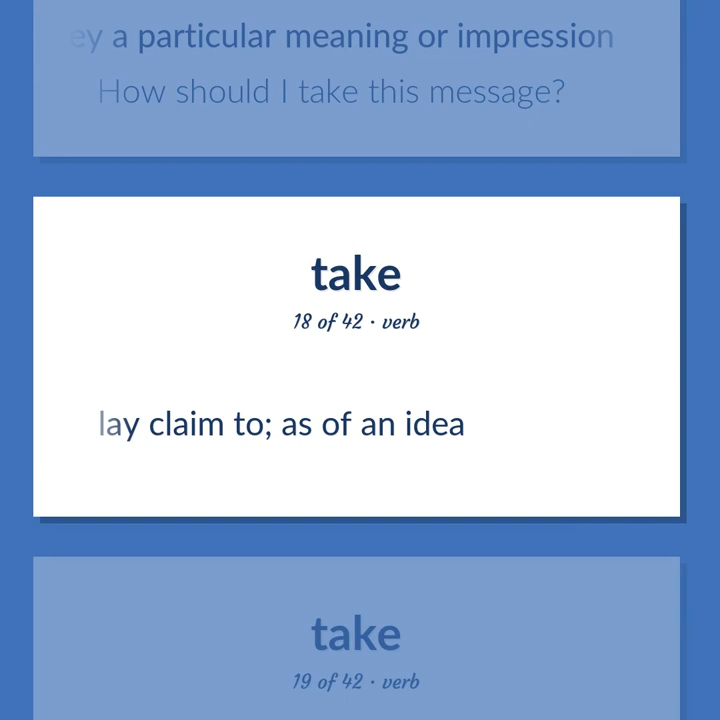 ey a particular meaning or impression
How should I take this message?
take
18 of 42 · verb
lay claim to; as of an idea
take
19 of 42 · verb